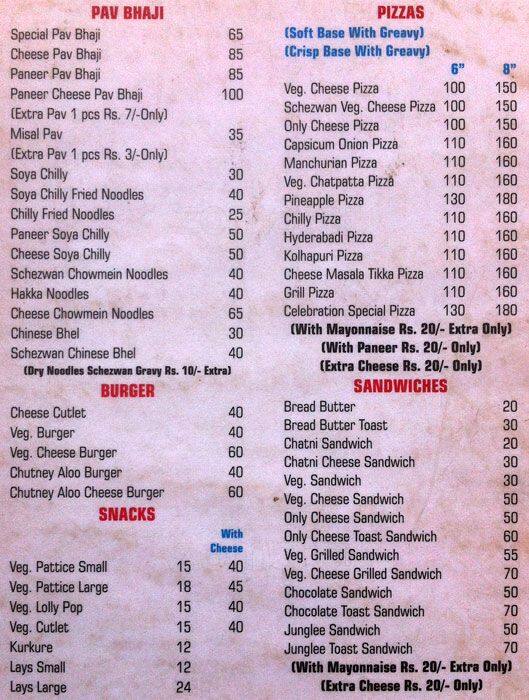 PAV BHAJI
Special Pav Bhaji 65
Cheese Pav Bhaji 85
Paneer Pav Bhaji 85
Paneer Cheese Pav Bhaji 100
(Extra Pav 1 pcs Rs. 7/-Only)
Misal Pav 35
(Extra Pav 1 pcs Rs. 3/-Only)
Soya Chilly 30
Soya Chilly Fried Noodles 40
Chilly Fried Noodles 25
Paneer Soya Chilly 50
Cheese Soya Chilly 50
Schezwan Chowmein Noodles 40
Hakka Noodles 40
Cheese Chowmein Noodles 65
Chinese Bhel 30
Schezwan Chinese Bhel 40
(Dry Noodles Schezwan Gravy Rs. 10/- Extra)
BURGER
Cheese Cutlet 40
Veg. Burger 40
Veg. Cheese Burger 60
Chutney Aloo Burger 40
Chutney Aloo Cheese Burger 60
SNACKS
With
Cheese
Veg. Pattice Small 15 40
Veg. Pattice Large 18 45
Veg. Lolly Pop 15 40
Veg. Cutlet 15 40
Kurkure 12
Lays Small 12
Lays Large 24
PIZZAS
(Soft Base With Greavy)
(Crisp Base With Greavy)
6” 8”
Veg. Cheese Pizza 100 150
Schezwan Veg. Cheese Pizza 100 150
Only Cheese Pizza 100 150
Capsicum Onion Pizza 110 160
Manchurian Pizza 110 160
Veg. Chatpatta Pizza 110 160
Pineapple Pizza 130 180
Chilly Pizza 110 160
Hyderabadi Pizza 110 160
Kolhapuri Pizza 110 160
Cheese Masala Tikka Pizza 110 160
Grill Pizza 110 160
Celebration Special Pizza 130 180
(With Mayonnaise Rs. 20/- Extra Only)
(With Paneer Rs. 20/- Only)
(Extra Cheese Rs. 20/- Only)
SANDWICHES
Bread Butter 20
Bread Butter Toast 30
Chatni Sandwich 20
Chatni Cheese Sandwich 30
Veg. Sandwich 30
Veg. Cheese Sandwich 50
Only Cheese Sandwich 50
Only Cheese Toast Sandwich 60
Veg. Grilled Sandwich 55
Veg. Cheese Grilled Sandwich 70
Chocolate Sandwich 50
Chocolate Toast Sandwich 70
Junglee Sandwich 50
Junglee Toast Sandwich 70
(With Mayonnaise Rs. 20/- Extra Only)
(Extra Cheese Rs. 20/- Only)